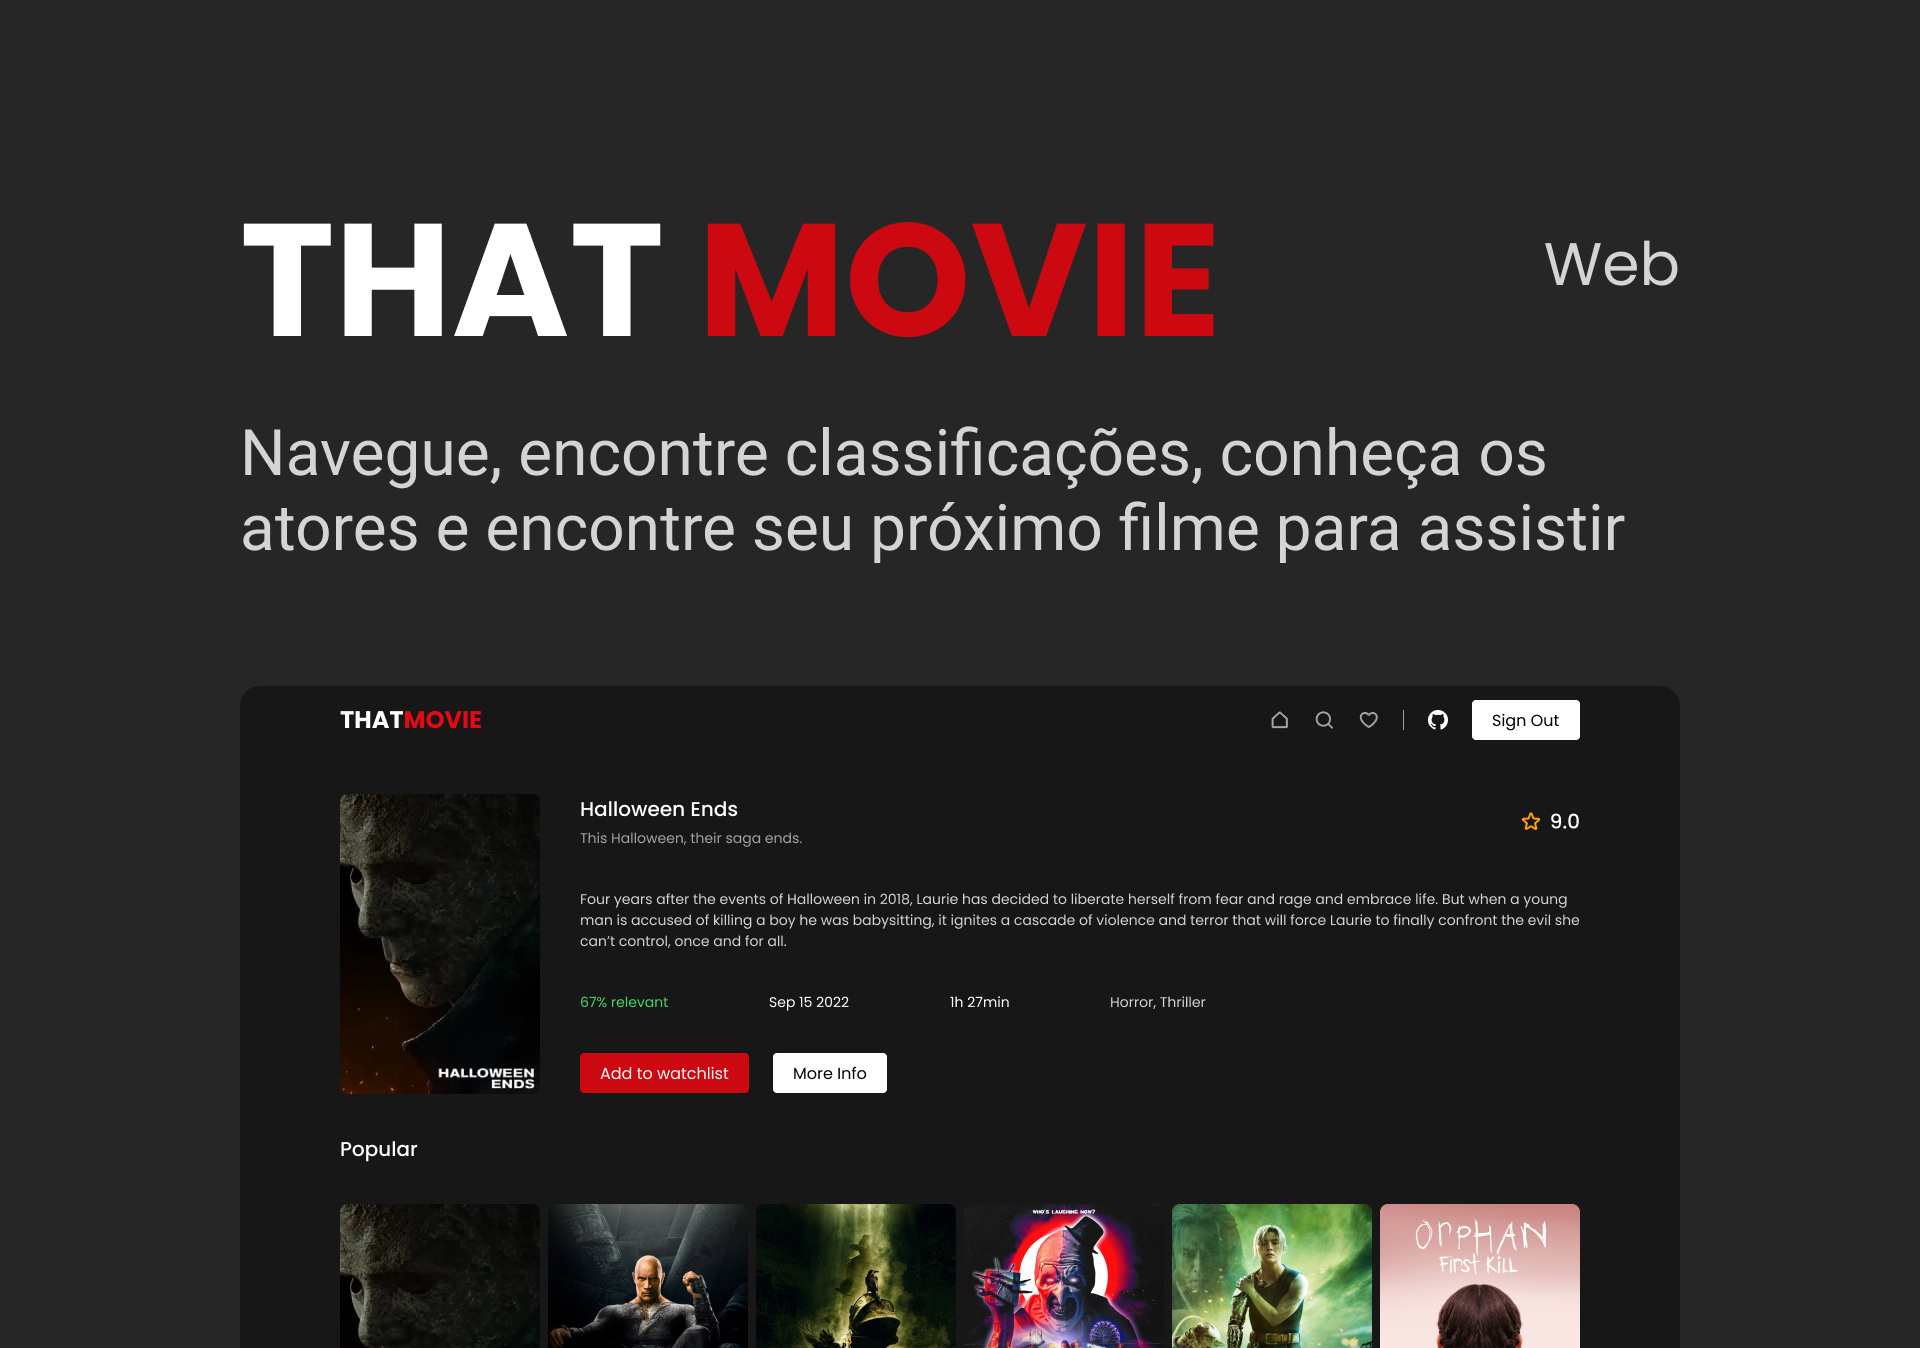 THAT MOVIE
Web
Navegue, encontre classificações, conheça os
atores e encontre seu próximo filme para assistir
THATMOVIE
Sign Out
Halloween Ends
9.0
This Halloween, their saga ends.
Four years after the events of Halloween in 2018, Laurie has decided to liberate herself from fear and rage and embrace life. But when a young
man is accused of killing a boy he was babysitting, it ignites a cascade of violence and terror that will force Laurie to finally confront the evil she
can't control, once and for all.
67% relevant
Sep 15 2022
1h 27min
Horror, Thriller
HALLOWEEN
ENDS
Add to watchlist
More Info
Popular
WHO'S LAUGHING NOW?
ORPHAN
First Kill